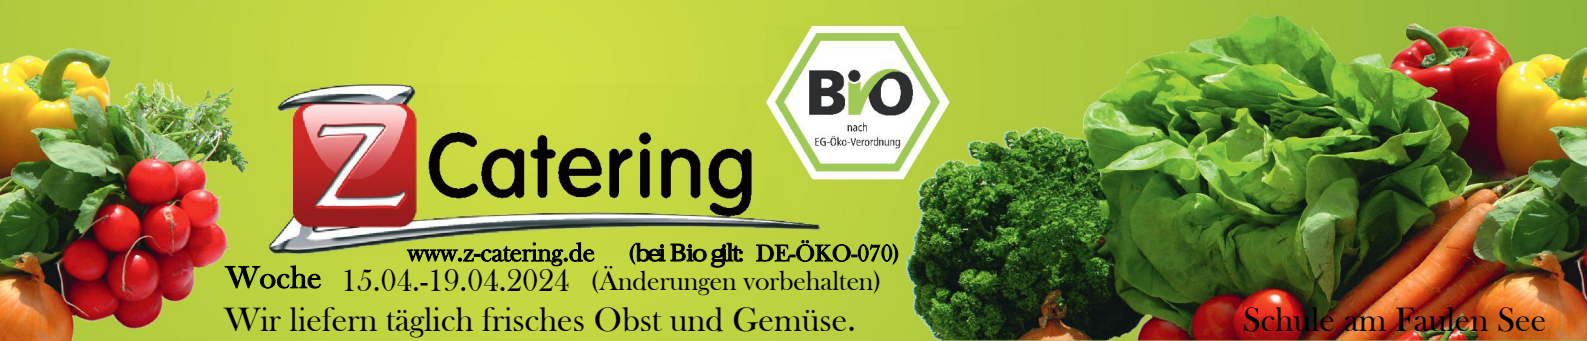 BiO
nach
EG-Öko-Verordnung
Z Catering
www.z-catering.de (bei Bio gilt: DE-ÖKO-070)
Woche 15.04.-19.04.2024 (Änderungen vorbehalten)
Wir liefern täglich frisches Obst und Gemüse.
Schule am Faulen See